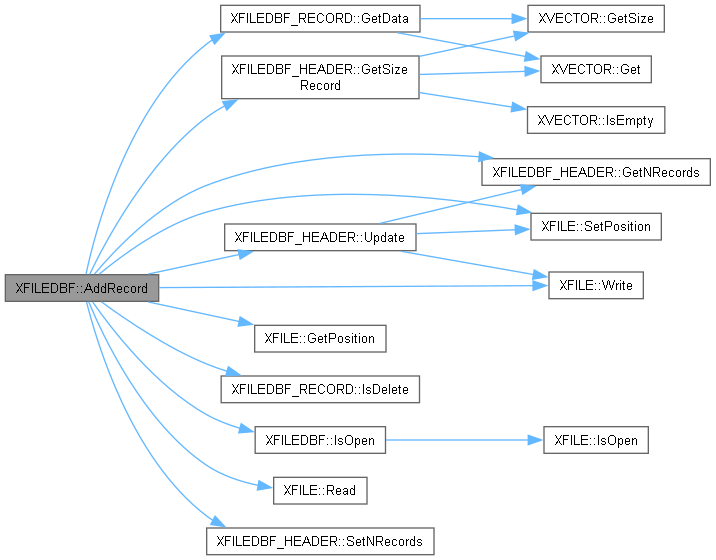 XFILEDBF_RECORD::GetData
XVECTOR::GetSize
XFILEDBF_HEADER::GetSize
Record
XVECTOR::Get
XVECTOR::IsEmpty
XFILEDBF_HEADER::GetNRecords
XFILE::SetPosition
XFILEDBF_HEADER::Update
XFILEDBF::AddRecord
XFILE::Write
XFILE::GetPosition
XFILEDBF_RECORD::IsDelete
XFILEDBF::IsOpen
XFILE::IsOpen
XFILE::Read
XFILEDBF_HEADER::SetNRecords